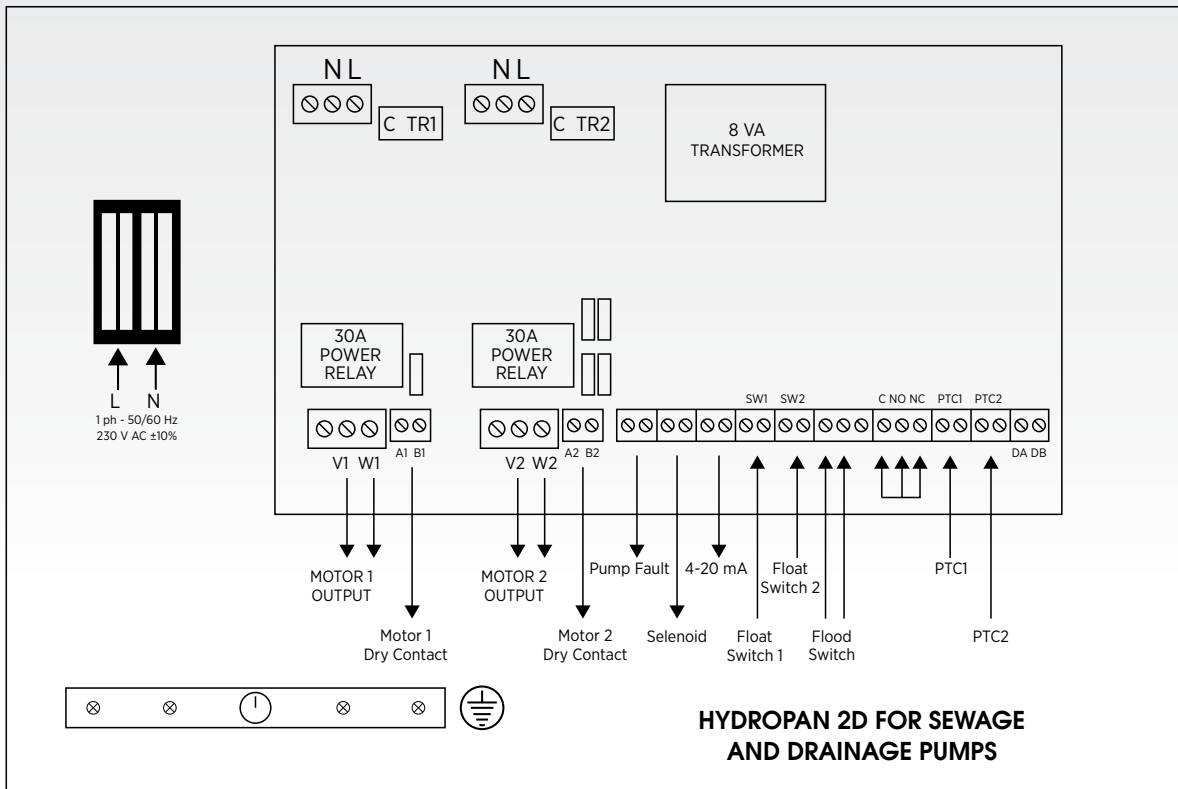 N L
N L
C TR1
C TR2
8 VA
TRANSFORMER
30A
POWER
RELAY
30A
POWER
RELAY
L N
1 ph - 50/60 Hz
230 V AC ±10%
SW1 SW2
C NO NC
PTC1 PTC2
V1 W1
A1 B1
V2 W2
A2 B2
DA DB
MOTOR 1
OUTPUT
MOTOR 2
OUTPUT
Pump Fault
4-20 mA
Float
Switch 2
PTC1
Motor 1
Dry Contact
Motor 2
Dry Contact
Selenoid
Float
Switch 1
Flood
Switch
PTC2
HYDROPAN 2D FOR SEWAGE
AND DRAINAGE PUMPS